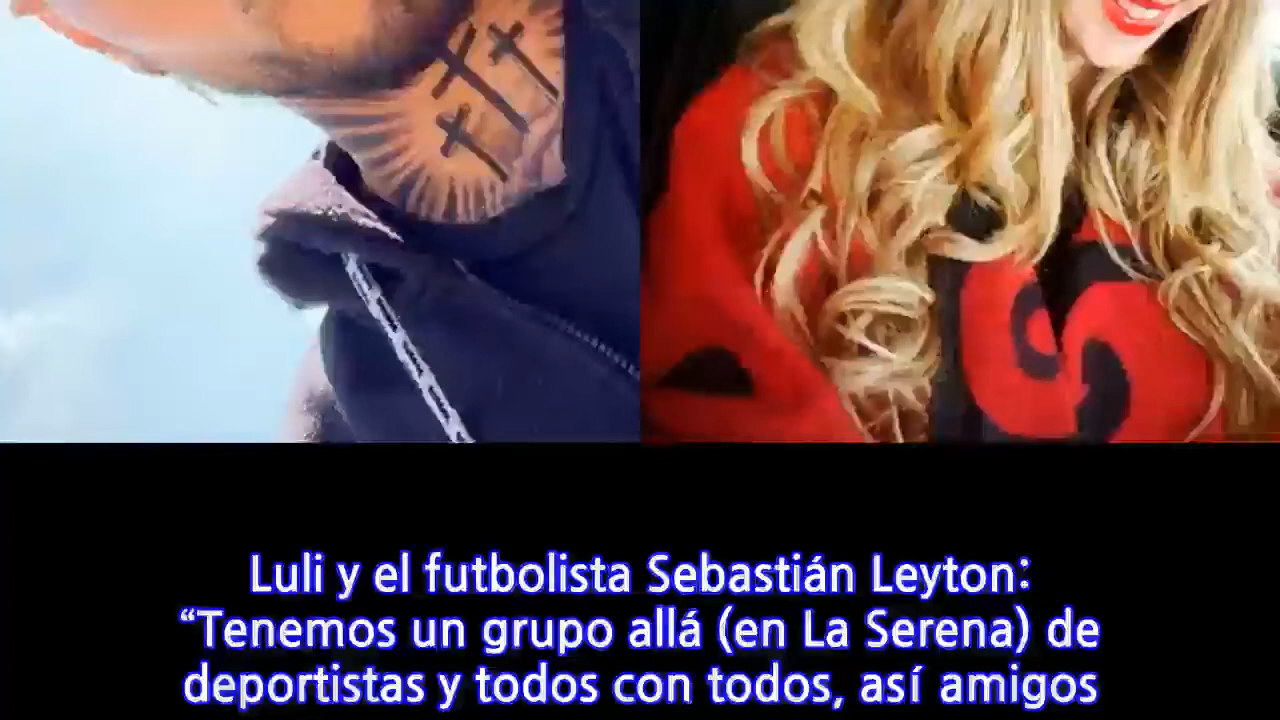 Luli y el futbolista Sebastián Leyton:
“Tenemos un grupo allá (en La Serena) de
deportistas y todos con todos, así amigos